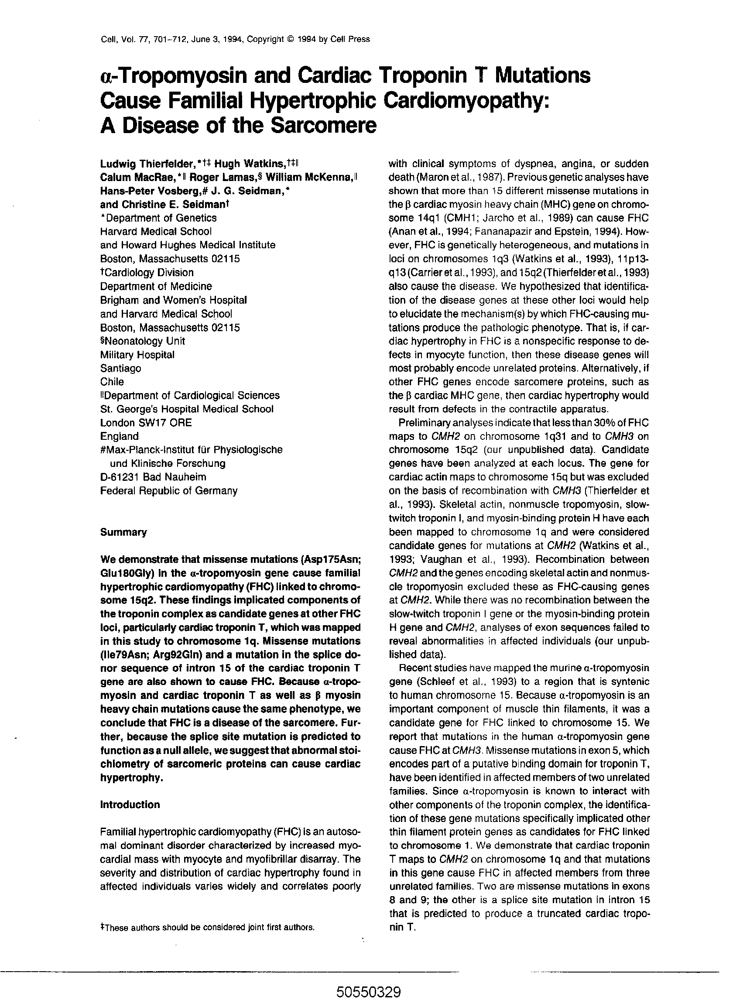 Cell, Vol. 77, 701–712, June 3, 1994, Copyright © 1994 by Cell Press
α-Tropomyosin and Cardiac Troponin T Mutations
Cause Familial Hypertrophic Cardiomyopathy:
A Disease of the Sarcomere
Ludwig Thierfelder,*†‡ Hugh Watkins,†‡‖
Calum MacRae,*‖ Roger Lamas,§ William McKenna,‖
Hans-Peter Vosberg,# J. G. Seidman,*
and Christine E. Seidman†
*Department of Genetics
Harvard Medical School
and Howard Hughes Medical Institute
Boston, Massachusetts 02115
†Cardiology Division
Department of Medicine
Brigham and Women's Hospital
and Harvard Medical School
Boston, Massachusetts 02115
§Neonatology Unit
Military Hospital
Santiago
Chile
‖Department of Cardiological Sciences
St. George's Hospital Medical School
London SW17 ORE
England
#Max-Planck-Institut für Physiologische
und Klinische Forschung
D-61231 Bad Nauheim
Federal Republic of Germany
Summary
We demonstrate that missense mutations (Asp175Asn;
Glu180Gly) in the α-tropomyosin gene cause familial
hypertrophic cardiomyopathy (FHC) linked to chromo-
some 15q2. These findings implicated components of
the troponin complex as candidate genes at other FHC
loci, particularly cardiac troponin T, which was mapped
in this study to chromosome 1q. Missense mutations
(Ile79Asn; Arg92Gln) and a mutation in the splice do-
nor sequence of intron 15 of the cardiac troponin T
gene are also shown to cause FHC. Because α-tropo-
myosin and cardiac troponin T as well as β myosin
heavy chain mutations cause the same phenotype, we
conclude that FHC is a disease of the sarcomere. Fur-
ther, because the splice site mutation is predicted to
function as a null allele, we suggest that abnormal stoi-
chiometry of sarcomeric proteins can cause cardiac
hypertrophy.
Introduction
Familial hypertrophic cardiomyopathy (FHC) is an autoso-
mal dominant disorder characterized by increased myo-
cardial mass with myocyte and myofibrillar disarray. The
severity and distribution of cardiac hypertrophy found in
affected individuals varies widely and correlates poorly
‡These authors should be considered joint first authors.
with clinical symptoms of dyspnea, angina, or sudden
death (Maron et al., 1987). Previous genetic analyses have
shown that more than 15 different missense mutations in
the β cardiac myosin heavy chain (MHC) gene on chromo-
some 14q1 (CMH1; Jarcho et al., 1989) can cause FHC
(Anan et al., 1994; Fananapazir and Epstein, 1994). How-
ever, FHC is genetically heterogeneous, and mutations in
loci on chromosomes 1q3 (Watkins et al., 1993), 11p13-
q13 (Carrier et al., 1993), and 15q2 (Thierfelder et al., 1993)
also cause the disease. We hypothesized that identifica-
tion of the disease genes at these other loci would help
to elucidate the mechanism(s) by which FHC-causing mu-
tations produce the pathologic phenotype. That is, if car-
diac hypertrophy in FHC is a nonspecific response to de-
fects in myocyte function, then these disease genes will
most probably encode unrelated proteins. Alternatively, if
other FHC genes encode sarcomere proteins, such as
the β cardiac MHC gene, then cardiac hypertrophy would
result from defects in the contractile apparatus.
Preliminary analyses indicate that less than 30% of FHC
maps to CMH2 on chromosome 1q31 and to CMH3 on
chromosome 15q2 (our unpublished data). Candidate
genes have been analyzed at each locus. The gene for
cardiac actin maps to chromosome 15q but was excluded
on the basis of recombination with CMH3 (Thierfelder et
al., 1993). Skeletal actin, nonmuscle tropomyosin, slow-
twitch troponin I, and myosin-binding protein H have each
been mapped to chromosome 1q and were considered
candidate genes for mutations at CMH2 (Watkins et al.,
1993; Vaughan et al., 1993). Recombination between
CMH2 and the genes encoding skeletal actin and nonmus-
cle tropomyosin excluded these as FHC-causing genes
at CMH2. While there was no recombination between the
slow-twitch troponin I gene or the myosin-binding protein
H gene and CMH2, analyses of exon sequences failed to
reveal abnormalities in affected individuals (our unpub-
lished data).
Recent studies have mapped the murine α-tropomyosin
gene (Schleef et al., 1993) to a region that is syntenic
to human chromosome 15. Because α-tropomyosin is an
important component of muscle thin filaments, it was a
candidate gene for FHC linked to chromosome 15. We
report that mutations in the human α-tropomyosin gene
cause FHC at CMH3. Missense mutations in exon 5, which
encodes part of a putative binding domain for troponin T,
have been identified in affected members of two unrelated
families. Since α-tropomyosin is known to interact with
other components of the troponin complex, the identifica-
tion of these gene mutations specifically implicated other
thin filament protein genes as candidates for FHC linked
to chromosome 1. We demonstrate that cardiac troponin
T maps to CMH2 on chromosome 1q and that mutations
in this gene cause FHC in affected members from three
unrelated families. Two are missense mutations in exons
8 and 9; the other is a splice site mutation in intron 15
that is predicted to produce a truncated cardiac tropo-
nin T.
50550329